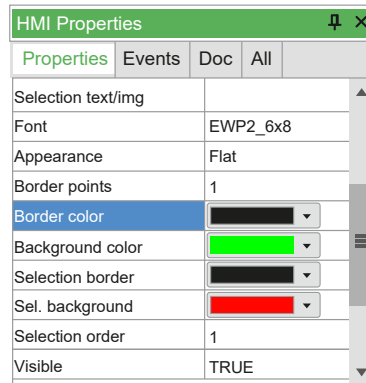 HMI Properties
Properties Events Doc All
Selection text/img
Font EWP2_6x8
Appearance Flat
Border points 1
Border color
Background color
Selection border
Sel. background
Selection order 1
Visible TRUE